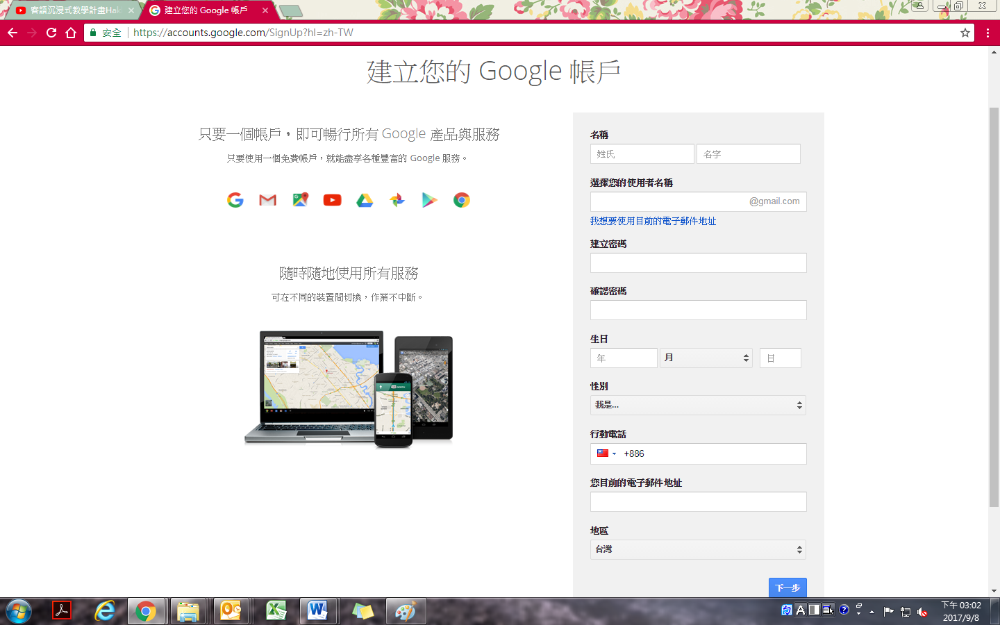 客語沉浸式教學計畫Hak
建立您的 Google 帳戶
安全
https://accounts.google.com/SignUp?hl=zh-TW
建立您的 Google 帳戶
只要一個帳戶，即可暢行所有 Google 產品與服務
只要使用一個免費帳戶，就能盡享各種豐富的 Google 服務。
隨時隨地使用所有服務
可在不同的裝置間切換，作業不中斷。
名稱
姓氏 名字
選擇您的使用者名稱
@gmail.com
我想要使用目前的電子郵件地址
建立密碼
確認密碼
生日
年 月 日
性別
我是...
行動電話
+886
您目前的電子郵件地址
地區
台灣
下一步
下午 03:02
2017/9/8